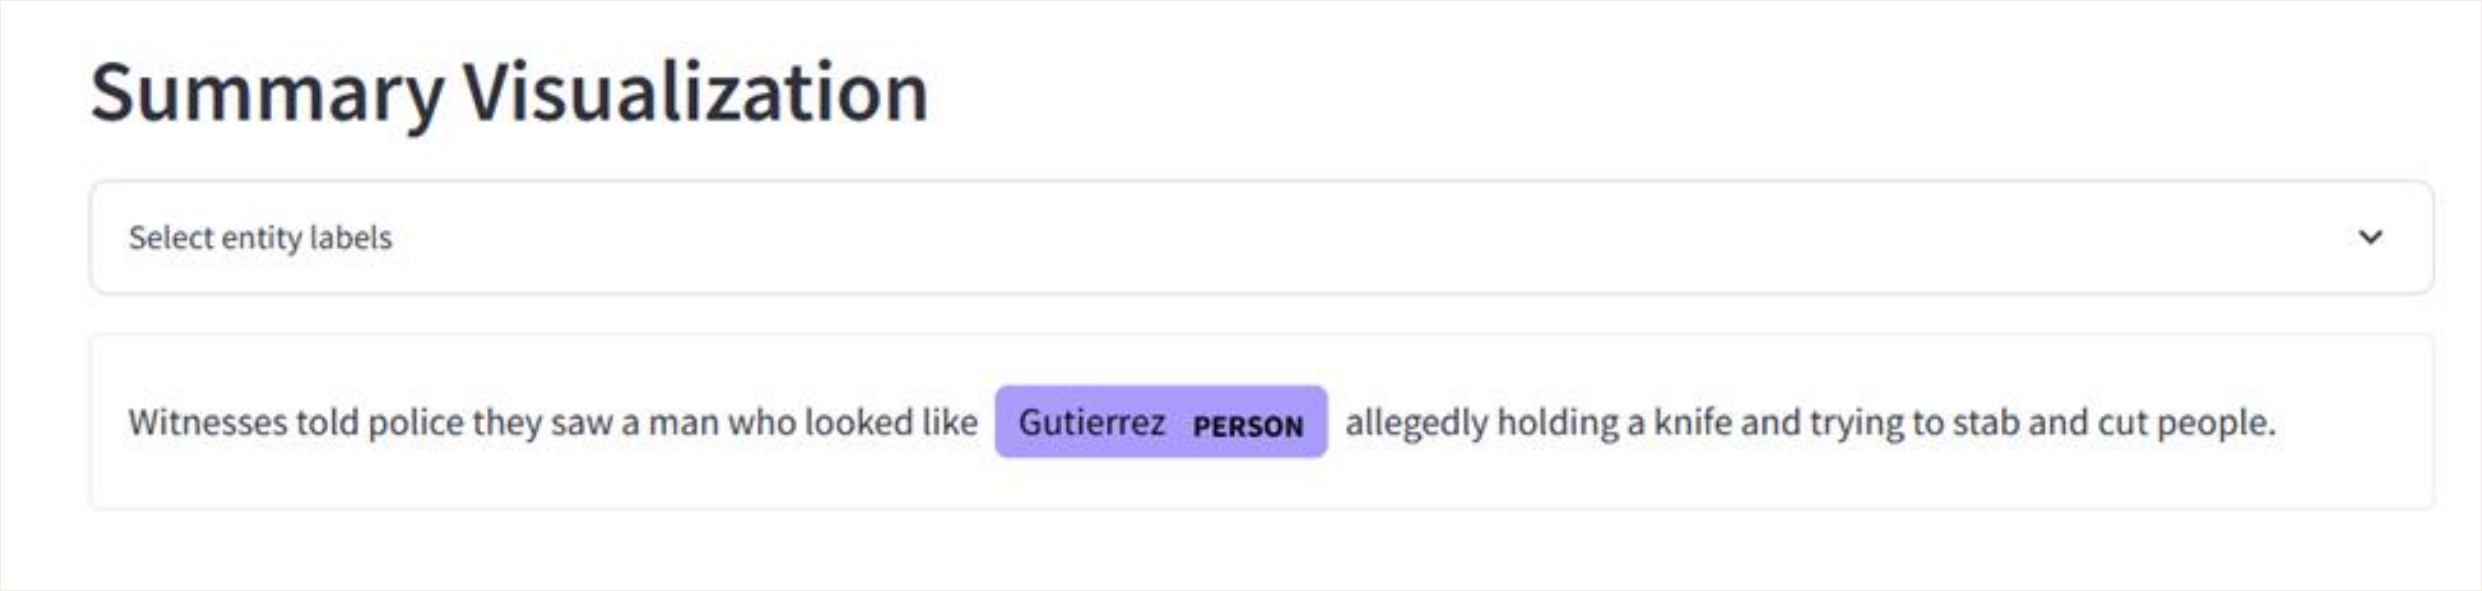 Summary Visualization
Select entity labels
Witnesses told police they saw a man who looked like Gutierrez PERSON allegedly holding a knife and trying to stab and cut people.